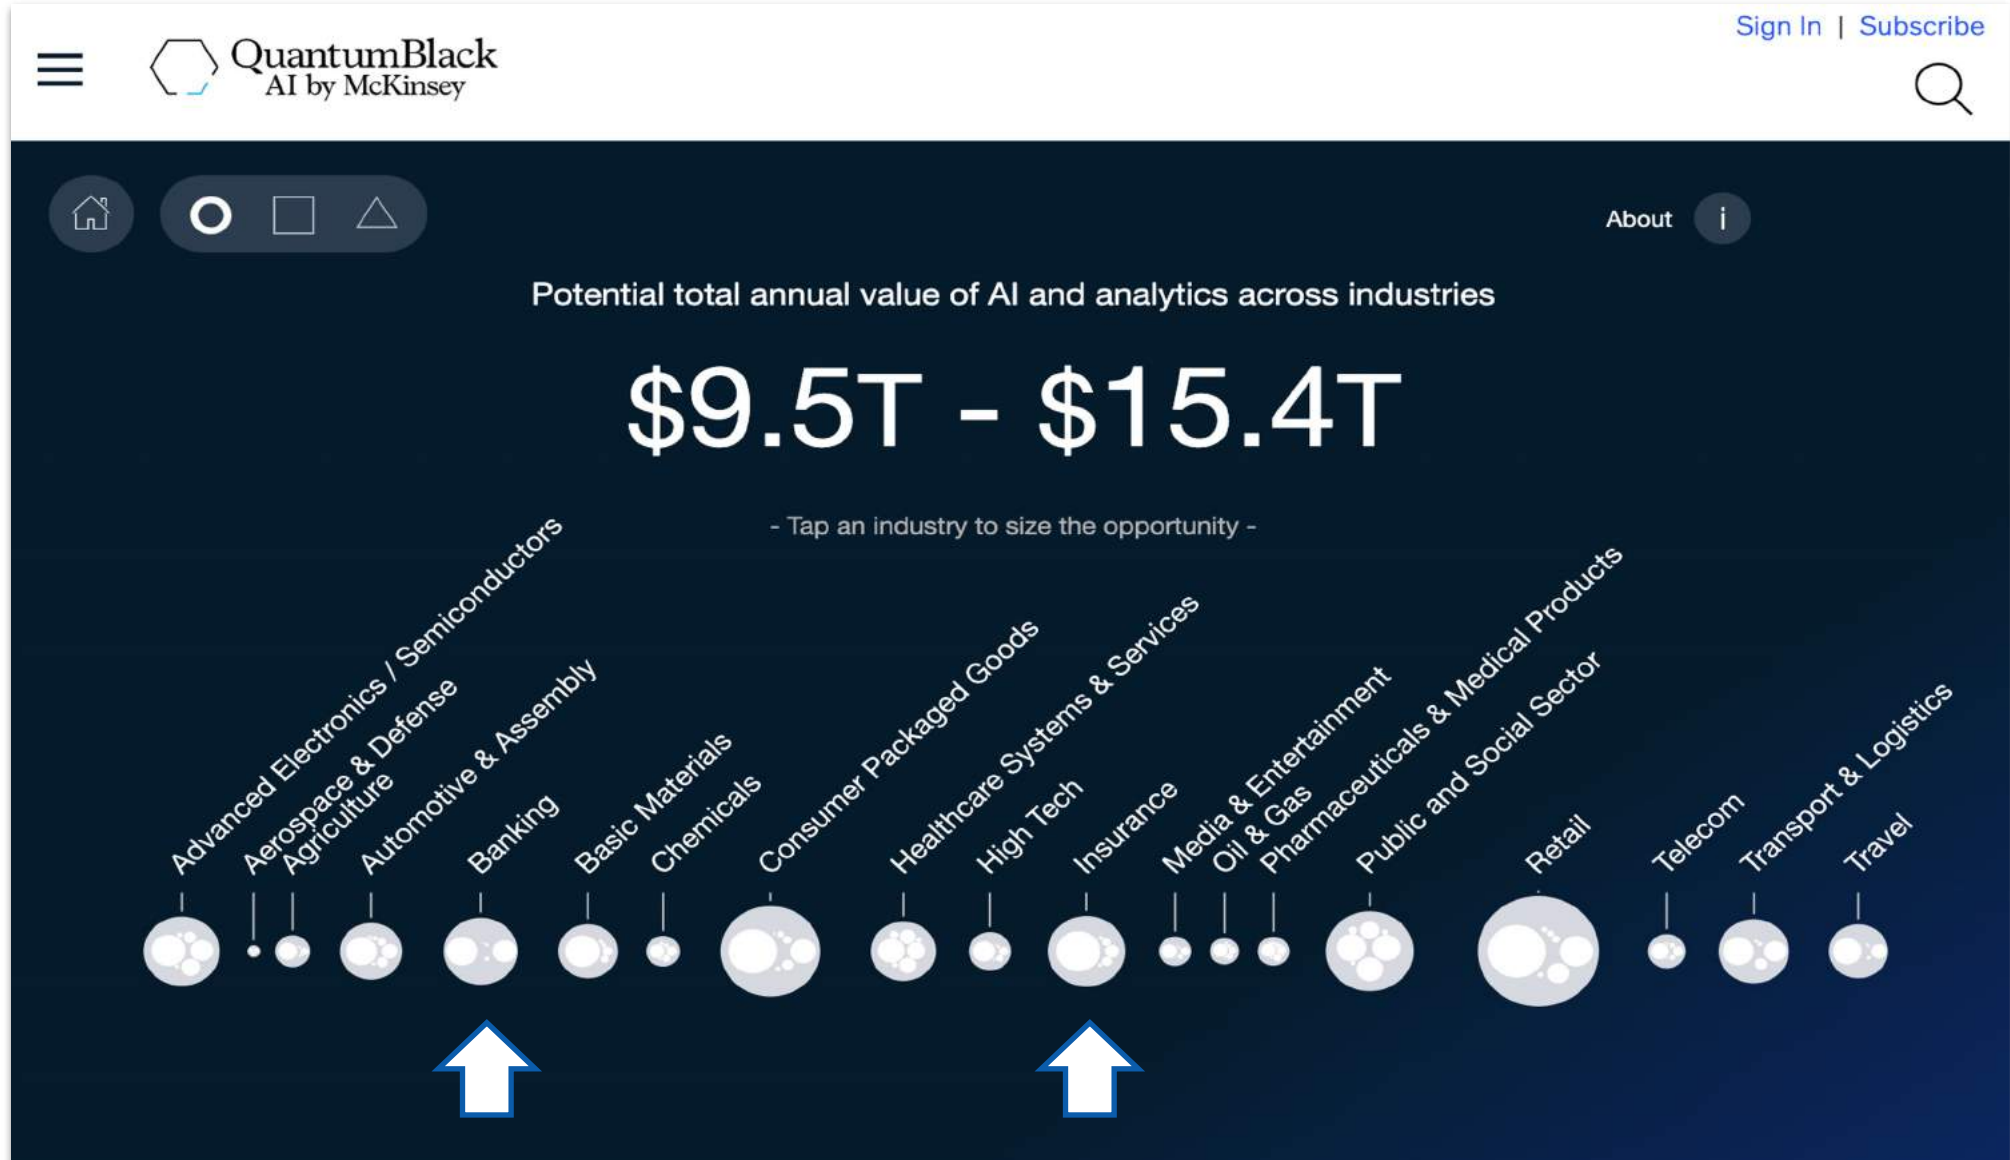 Sign In | Subscribe
QuantumBlack
AI by McKinsey
About i
Potential total annual value of AI and analytics across industries
$9.5T - $15.4T
- Tap an industry to size the opportunity -
Advanced Electronics / Semiconductors
Aerospace & Defense
Agriculture
Automotive & Assembly
Banking
Basic Materials
Chemicals
Consumer Packaged Goods
Healthcare Systems & Services
High Tech
Insurance
Media & Entertainment
Oil & Gas
Pharmaceuticals & Medical Products
Public and Social Sector
Retail
Telecom
Transport & Logistics
Travel